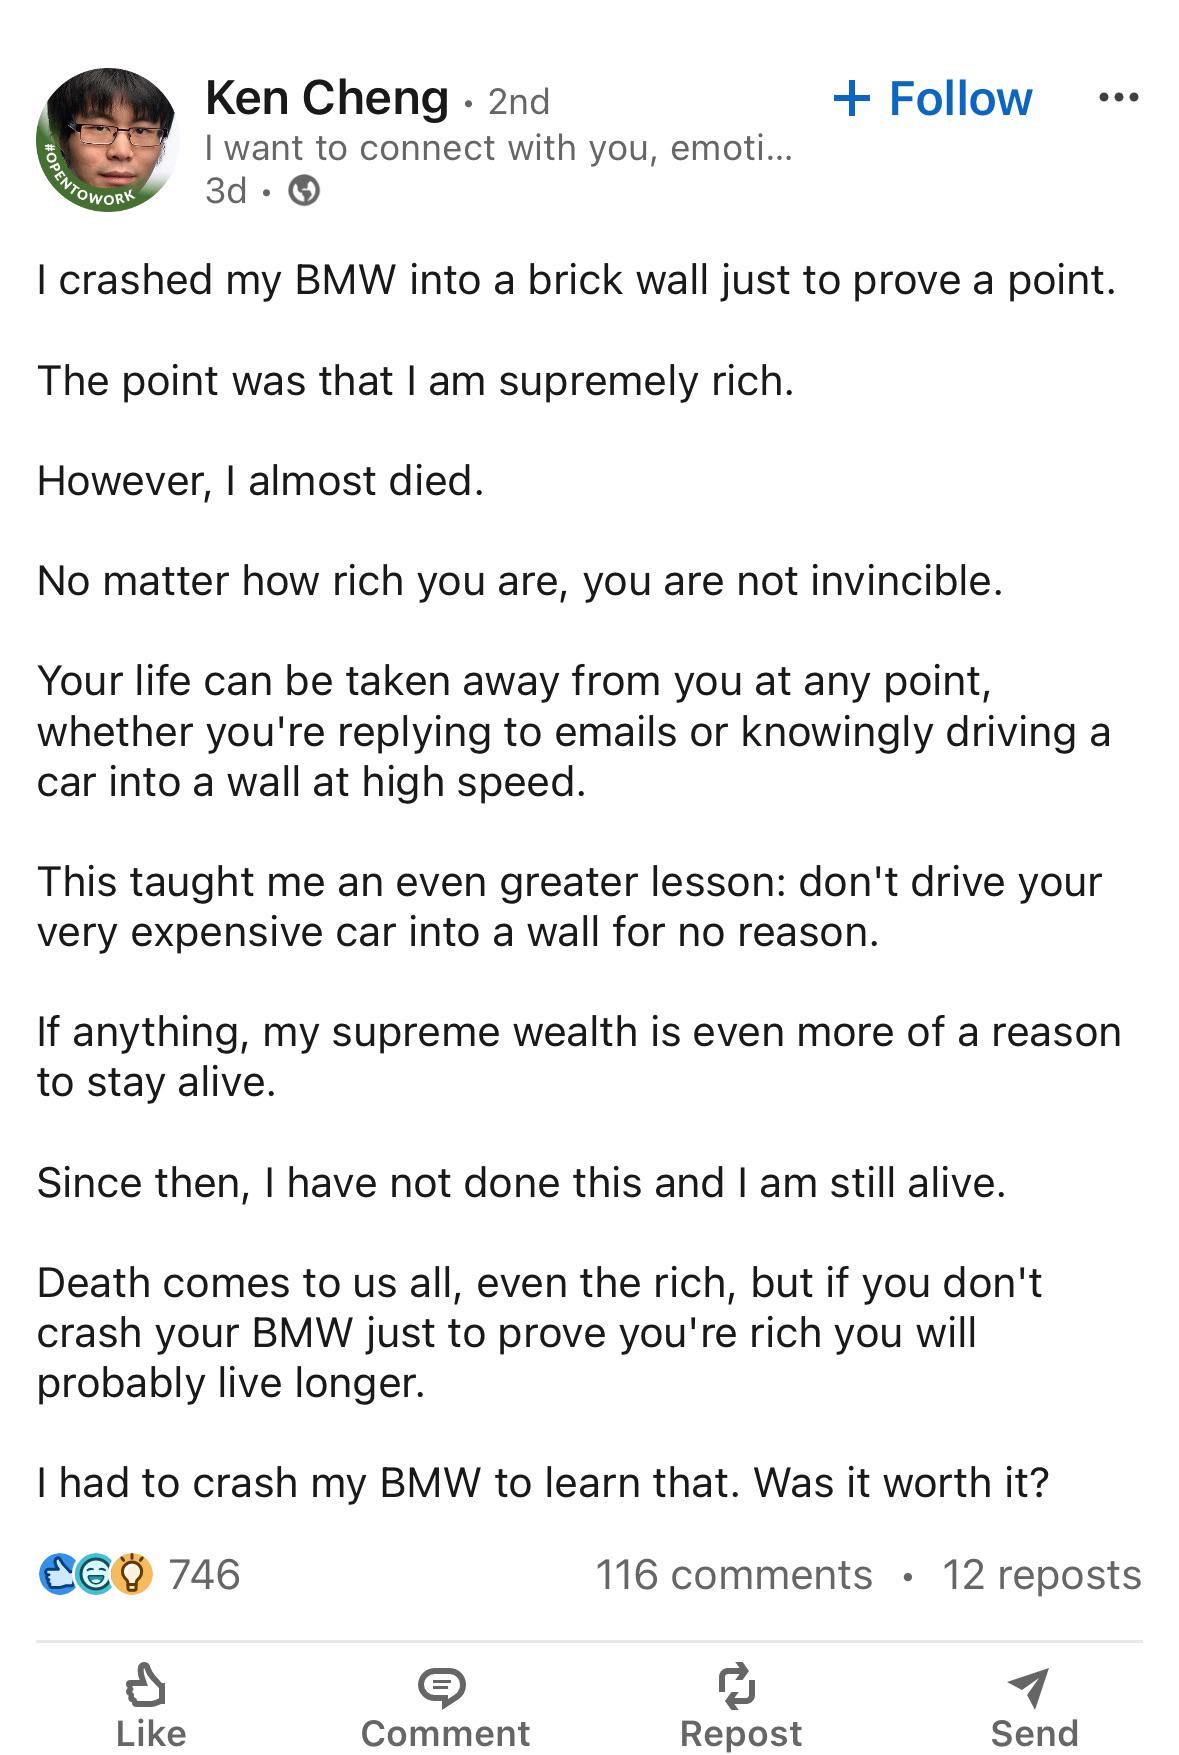 Ken Cheng • 2nd
+ Follow
I want to connect with you, emoti...
3d •
#OPENTOWORK
I crashed my BMW into a brick wall just to prove a point.
The point was that I am supremely rich.
However, I almost died.
No matter how rich you are, you are not invincible.
Your life can be taken away from you at any point,
whether you're replying to emails or knowingly driving a
car into a wall at high speed.
This taught me an even greater lesson: don't drive your
very expensive car into a wall for no reason.
If anything, my supreme wealth is even more of a reason
to stay alive.
Since then, I have not done this and I am still alive.
Death comes to us all, even the rich, but if you don't
crash your BMW just to prove you're rich you will
probably live longer.
I had to crash my BMW to learn that. Was it worth it?
746
116 comments • 12 reposts
Like Comment Repost Send